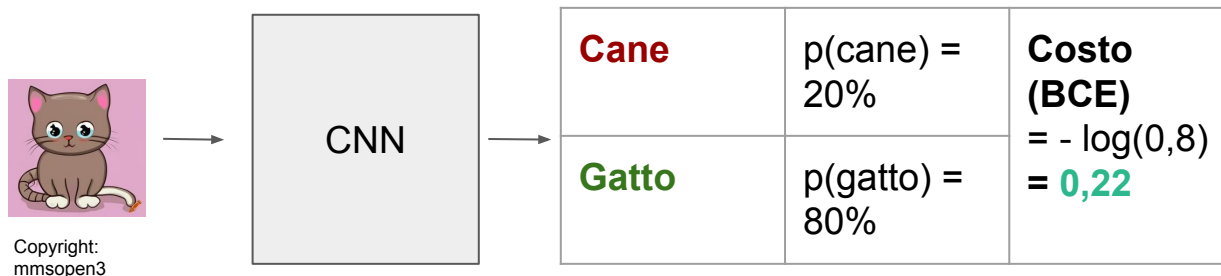 Copyright:
mmsopen3
CNN
Cane
p(cane) =
20%
Gatto
p(gatto) =
80%
Costo
(BCE)
= - log(0,8)
= 0,22